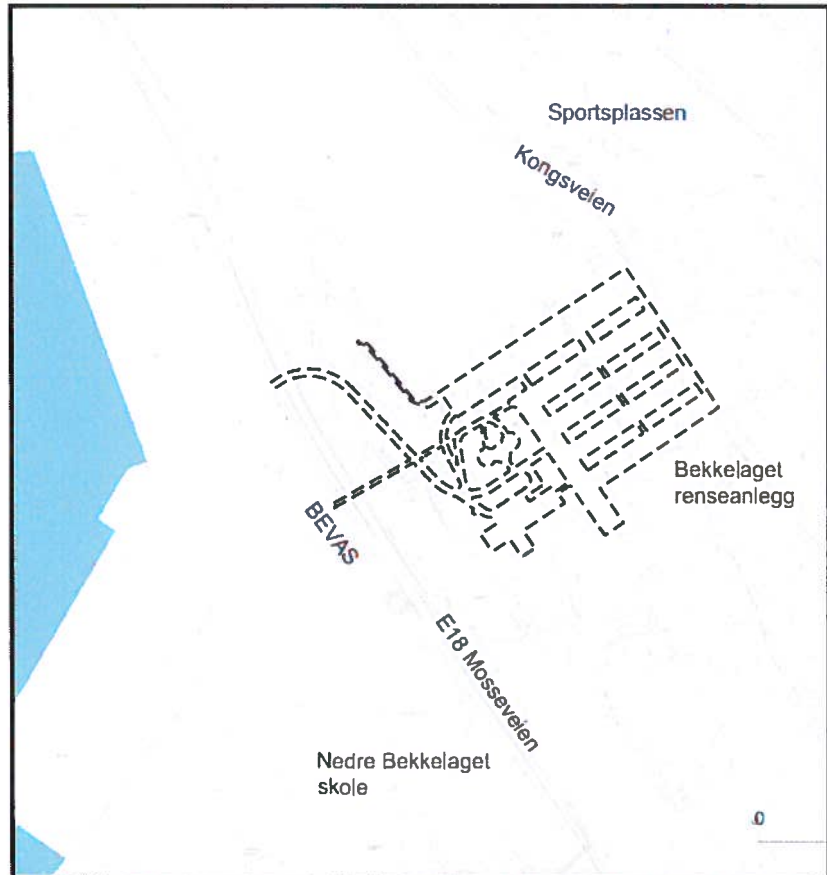 Sportsplassen
Kongsveien
Bekkelaget
renseanlegg
BEVAS
E18 Mosseveien
Nedre Bekkelaget
skole
0